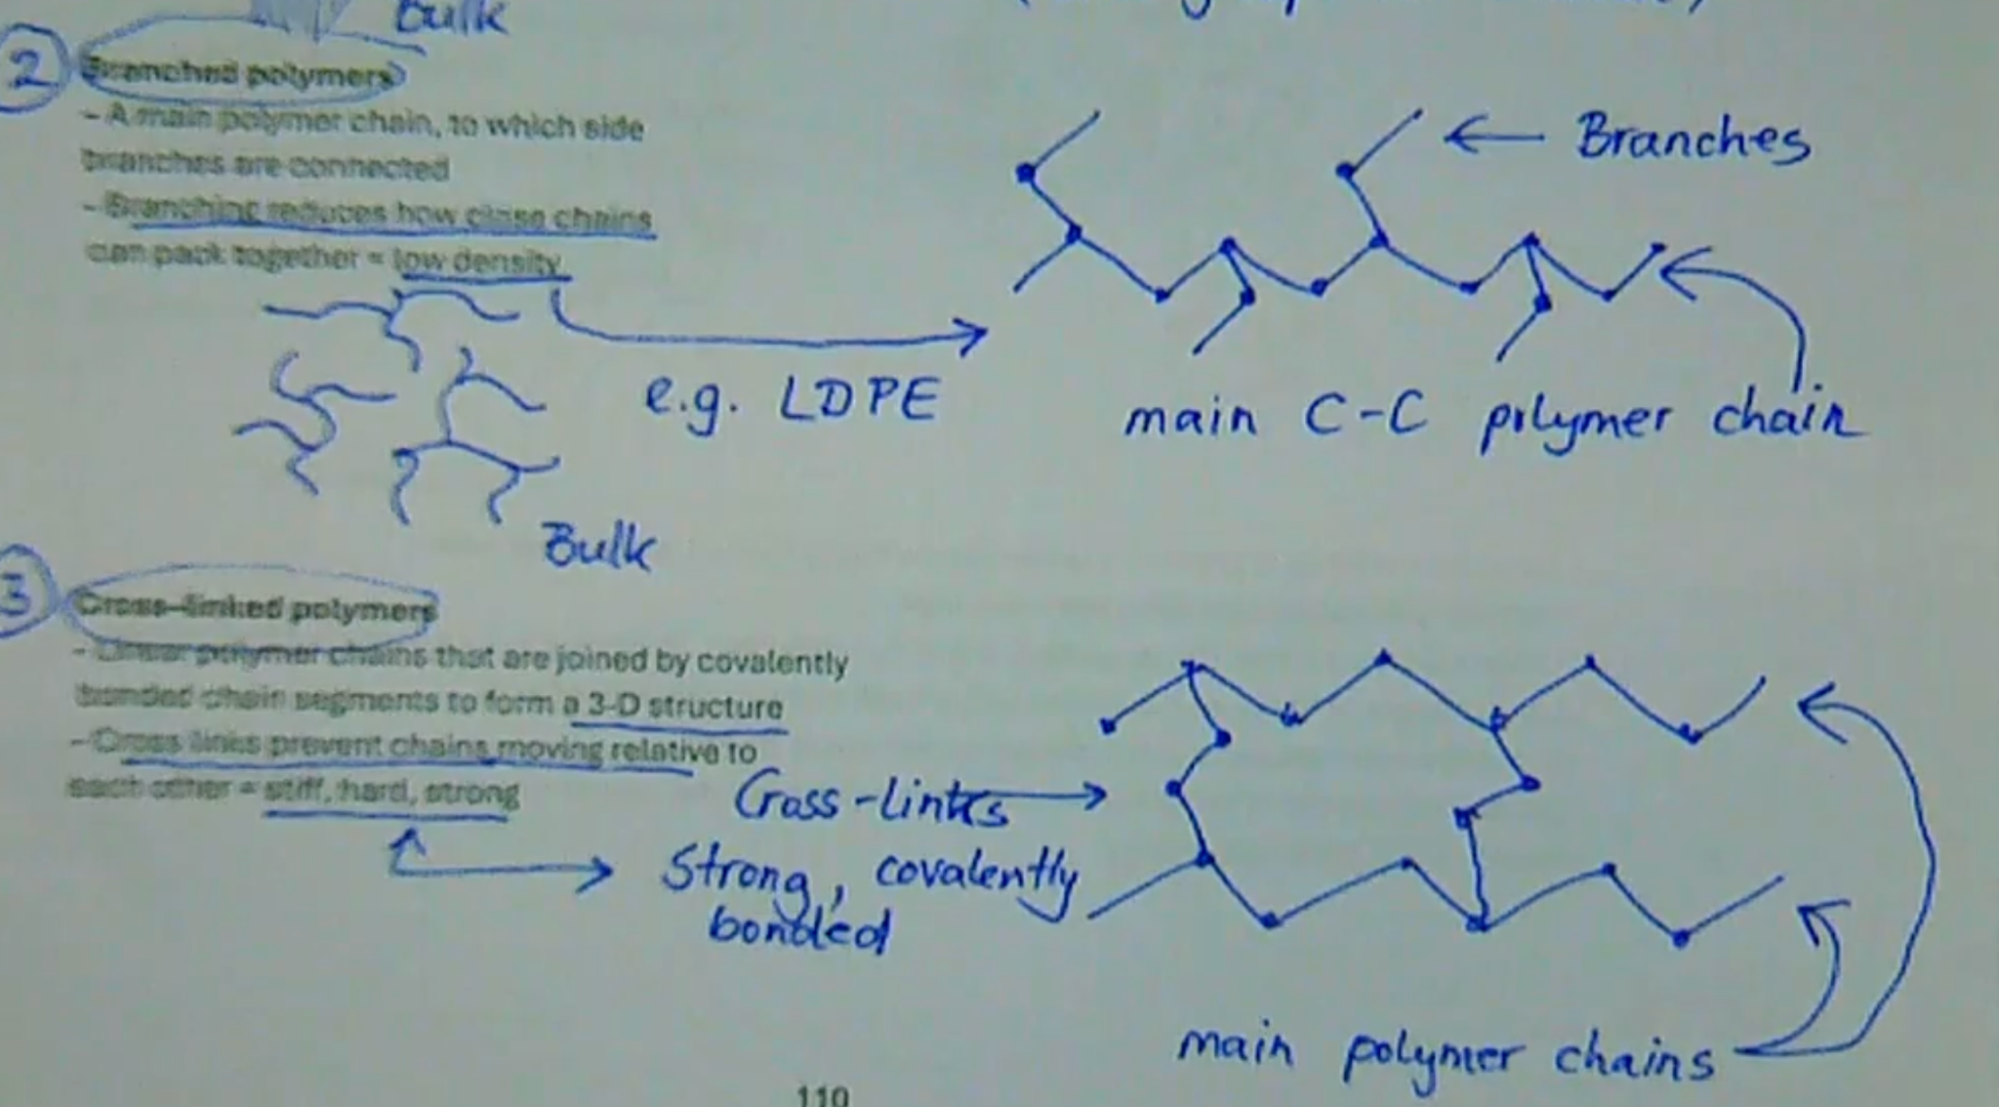 Bulk
2 Branched polymers
- A main polymer chain, to which side
branches are connected
- Branching reduces how close chains
can pack together = low density
Branches
e.g. LDPE
main C-C polymer chain
Bulk
3 Cross-linked polymers
- Linear polymer chains that are joined by covalently
bonded chain segments to form a 3-D structure
- Cross links prevent chains moving relative to
each other = stiff, hard, strong
Cross-links
Strong, covalently
bonded
main polymer chains
110